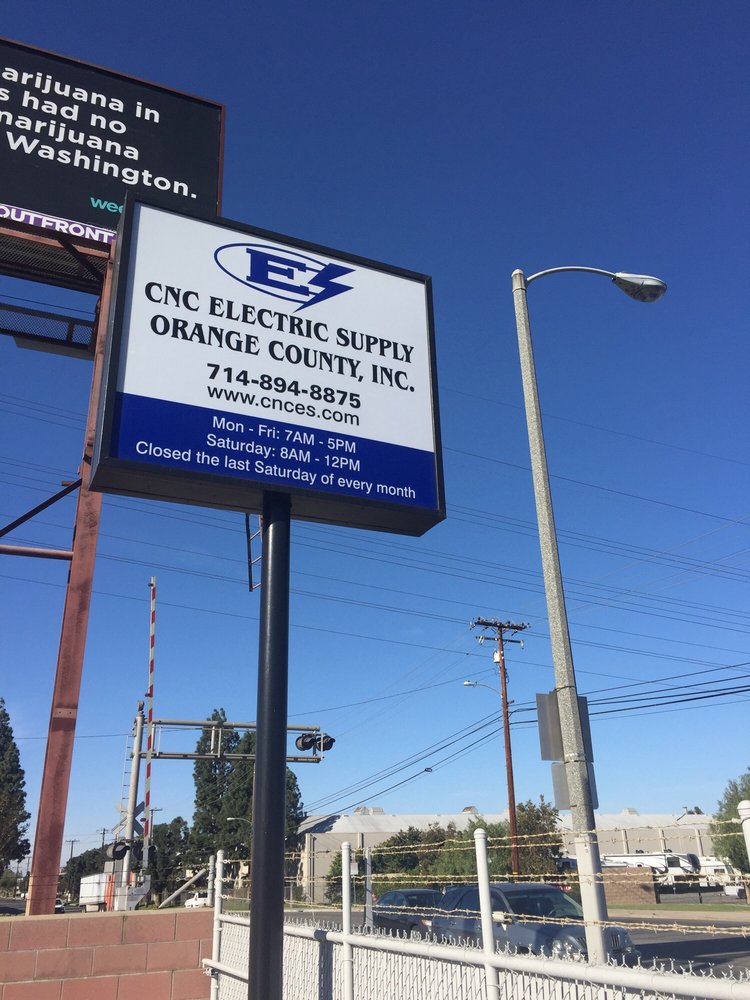 arijuana in
s had no
narijuana
Washington.
wee
OUTFRONT
E
CNC ELECTRIC SUPPLY
ORANGE COUNTY, INC.
714-894-8875
www.cnces.com
Mon - Fri: 7AM - 5PM
Saturday: 8AM - 12PM
Closed the last Saturday of every month